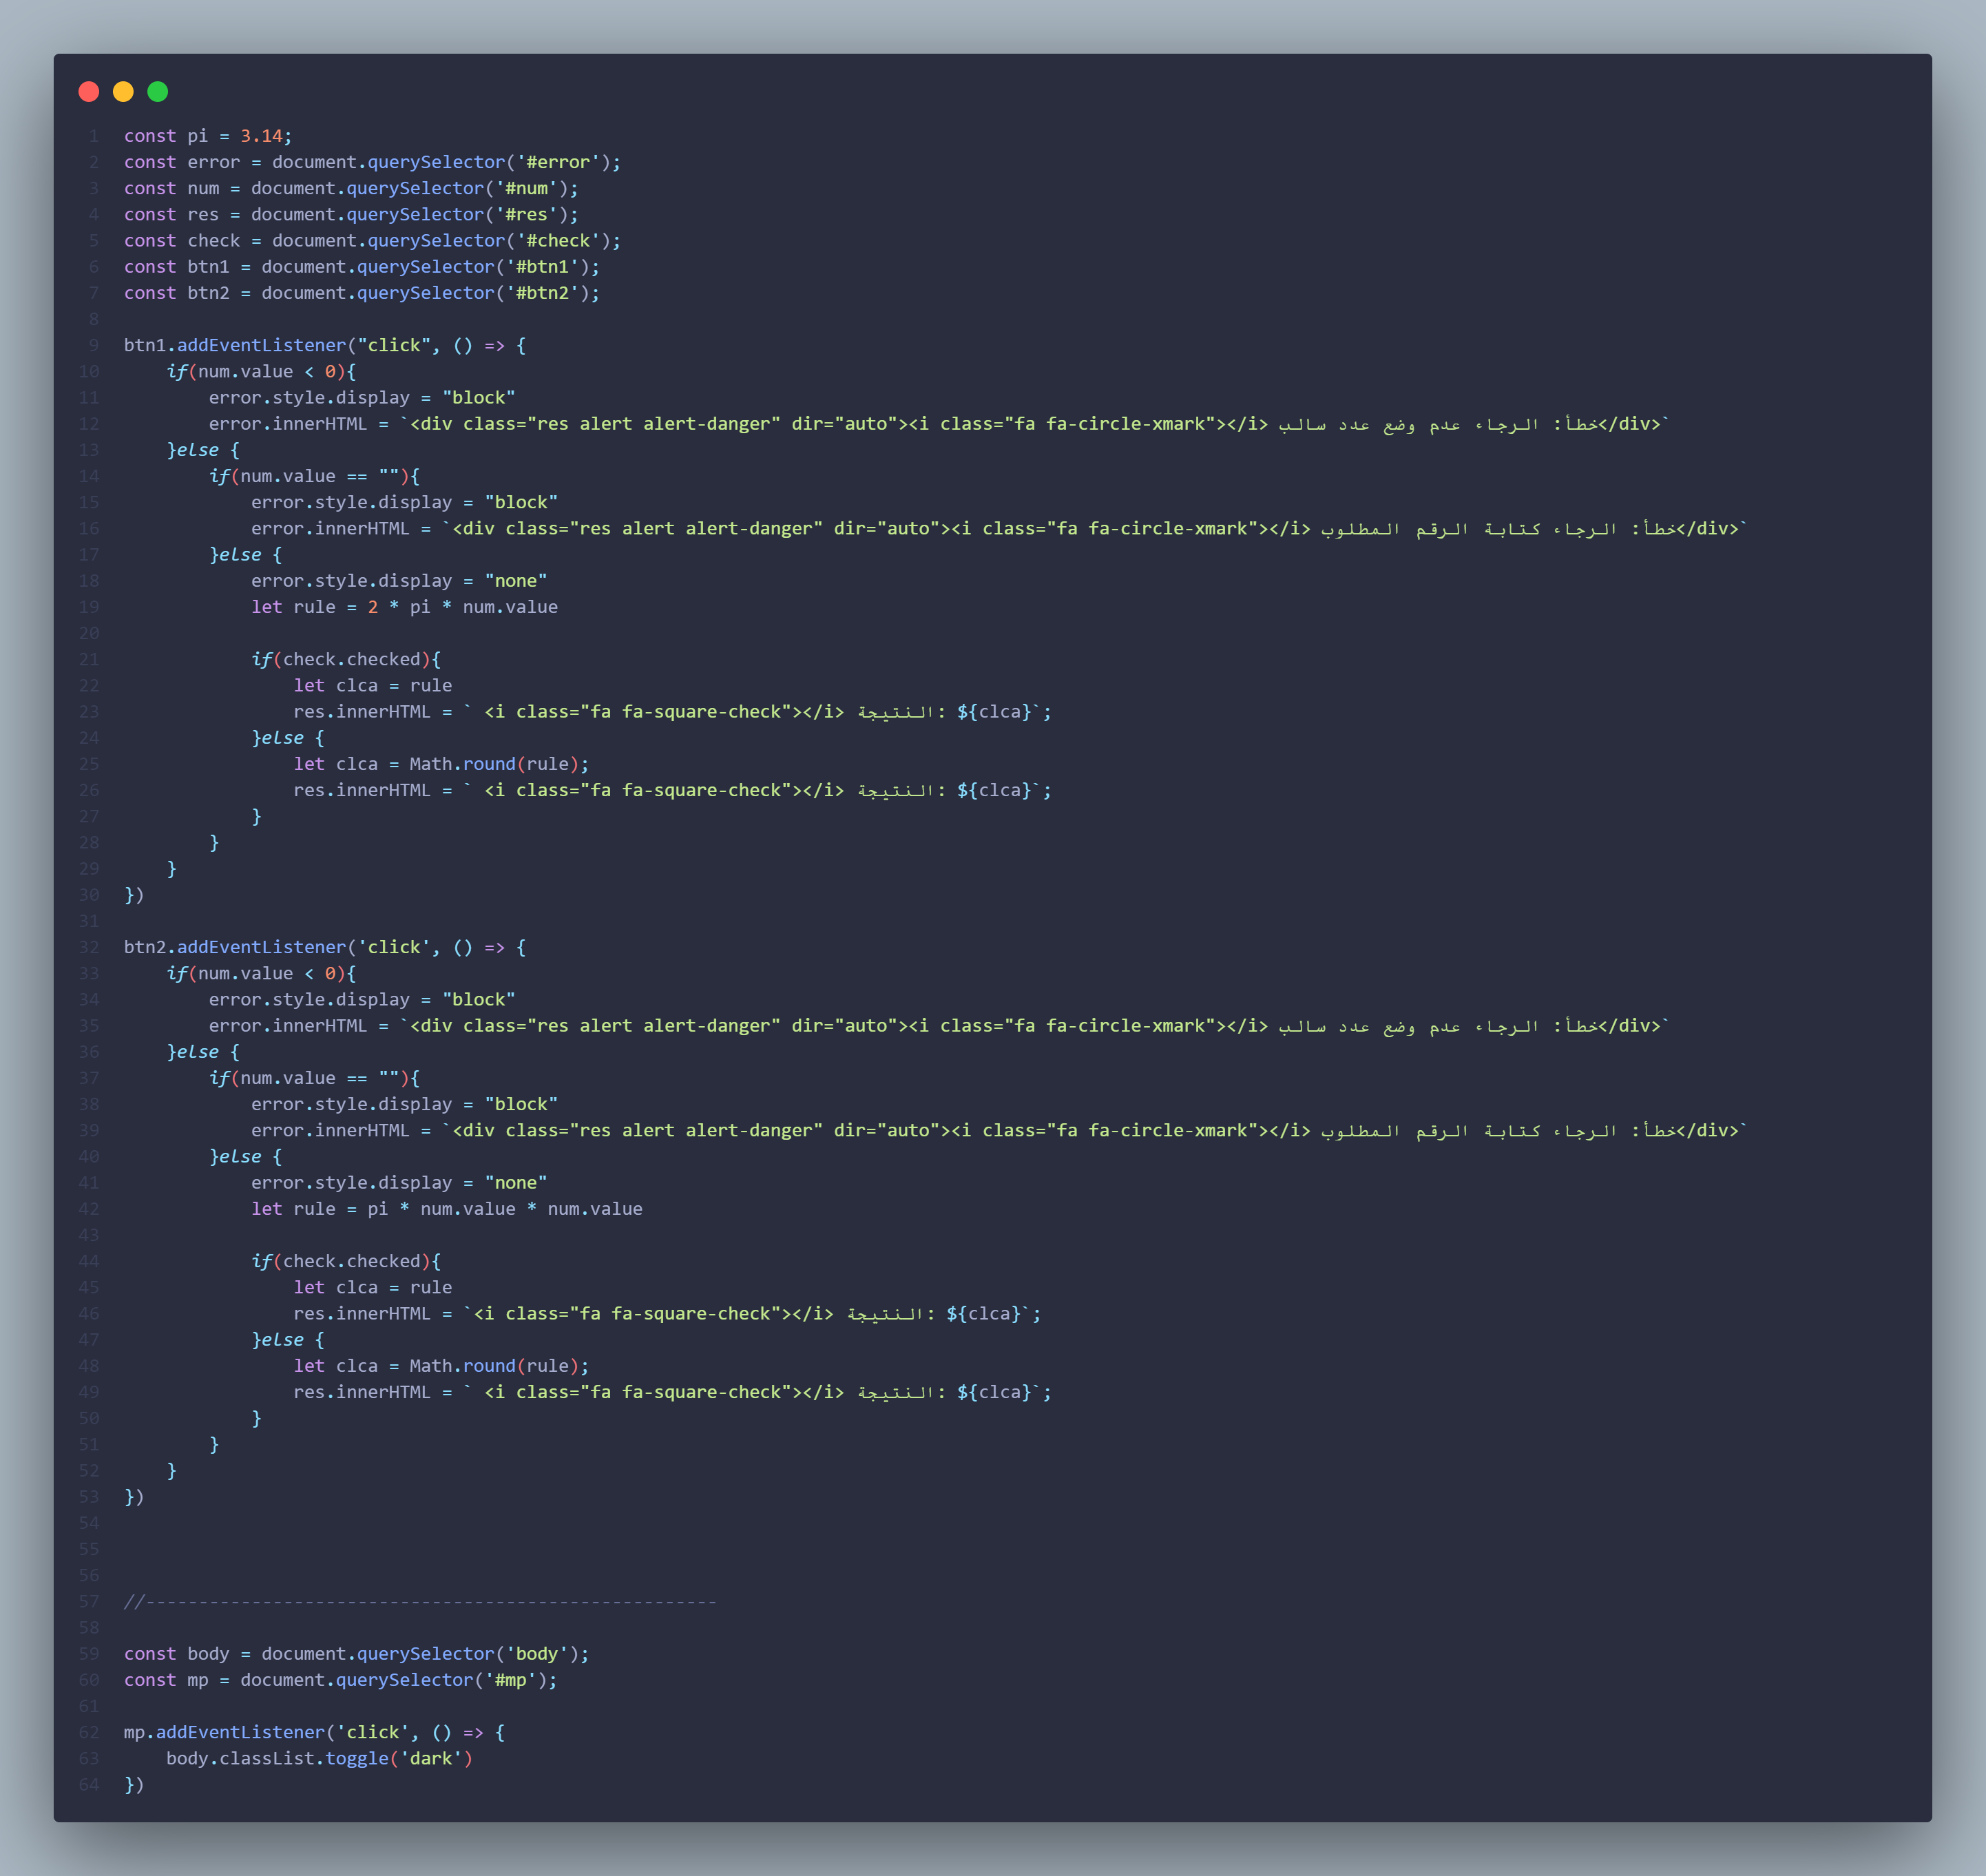 1 const pi = 3.14;
2 const error = document.querySelector('#error');
3 const num = document.querySelector('#num');
4 const res = document.querySelector('#res');
5 const check = document.querySelector('#check');
6 const btn1 = document.querySelector('#btn1');
7 const btn2 = document.querySelector('#btn2');
8
9 btn1.addEventListener("click", () => {
10     if(num.value < 0){
11         error.style.display = "block"
12         error.innerHTML = `<div class="res alert alert-danger" dir="auto"><i class="fa fa-circle-xmark"></i> خطأ: الرجاء عدم وضع عدد سالب</div>`
13     }else {
14         if(num.value == ""){
15             error.style.display = "block"
16             error.innerHTML = `<div class="res alert alert-danger" dir="auto"><i class="fa fa-circle-xmark"></i> خطأ: الرجاء كتابة الرقم المطلوب</div>`
17         }else {
18             error.style.display = "none"
19             let rule = 2 * pi * num.value
20
21             if(check.checked){
22                 let clca = rule
23                 res.innerHTML = ` <i class="fa fa-square-check"></i> النتيجة: ${clca}`;
24             }else {
25                 let clca = Math.round(rule);
26                 res.innerHTML = ` <i class="fa fa-square-check"></i> النتيجة: ${clca}`;
27             }
28         }
29     }
30 })
31
32 btn2.addEventListener('click', () => {
33     if(num.value < 0){
34         error.style.display = "block"
35         error.innerHTML = `<div class="res alert alert-danger" dir="auto"><i class="fa fa-circle-xmark"></i> خطأ: الرجاء عدم وضع عدد سالب</div>`
36     }else {
37         if(num.value == ""){
38             error.style.display = "block"
39             error.innerHTML = `<div class="res alert alert-danger" dir="auto"><i class="fa fa-circle-xmark"></i> خطأ: الرجاء كتابة الرقم المطلوب</div>`
40         }else {
41             error.style.display = "none"
42             let rule = pi * num.value * num.value
43
44             if(check.checked){
45                 let clca = rule
46                 res.innerHTML = `<i class="fa fa-square-check"></i> النتيجة: ${clca}`;
47             }else {
48                 let clca = Math.round(rule);
49                 res.innerHTML = ` <i class="fa fa-square-check"></i> النتيجة: ${clca}`;
50             }
51         }
52     }
53 })
54
55
56
57 //------------------------------------------------------
58
59 const body = document.querySelector('body');
60 const mp = document.querySelector('#mp');
61
62 mp.addEventListener('click', () => {
63     body.classList.toggle('dark')
64 })